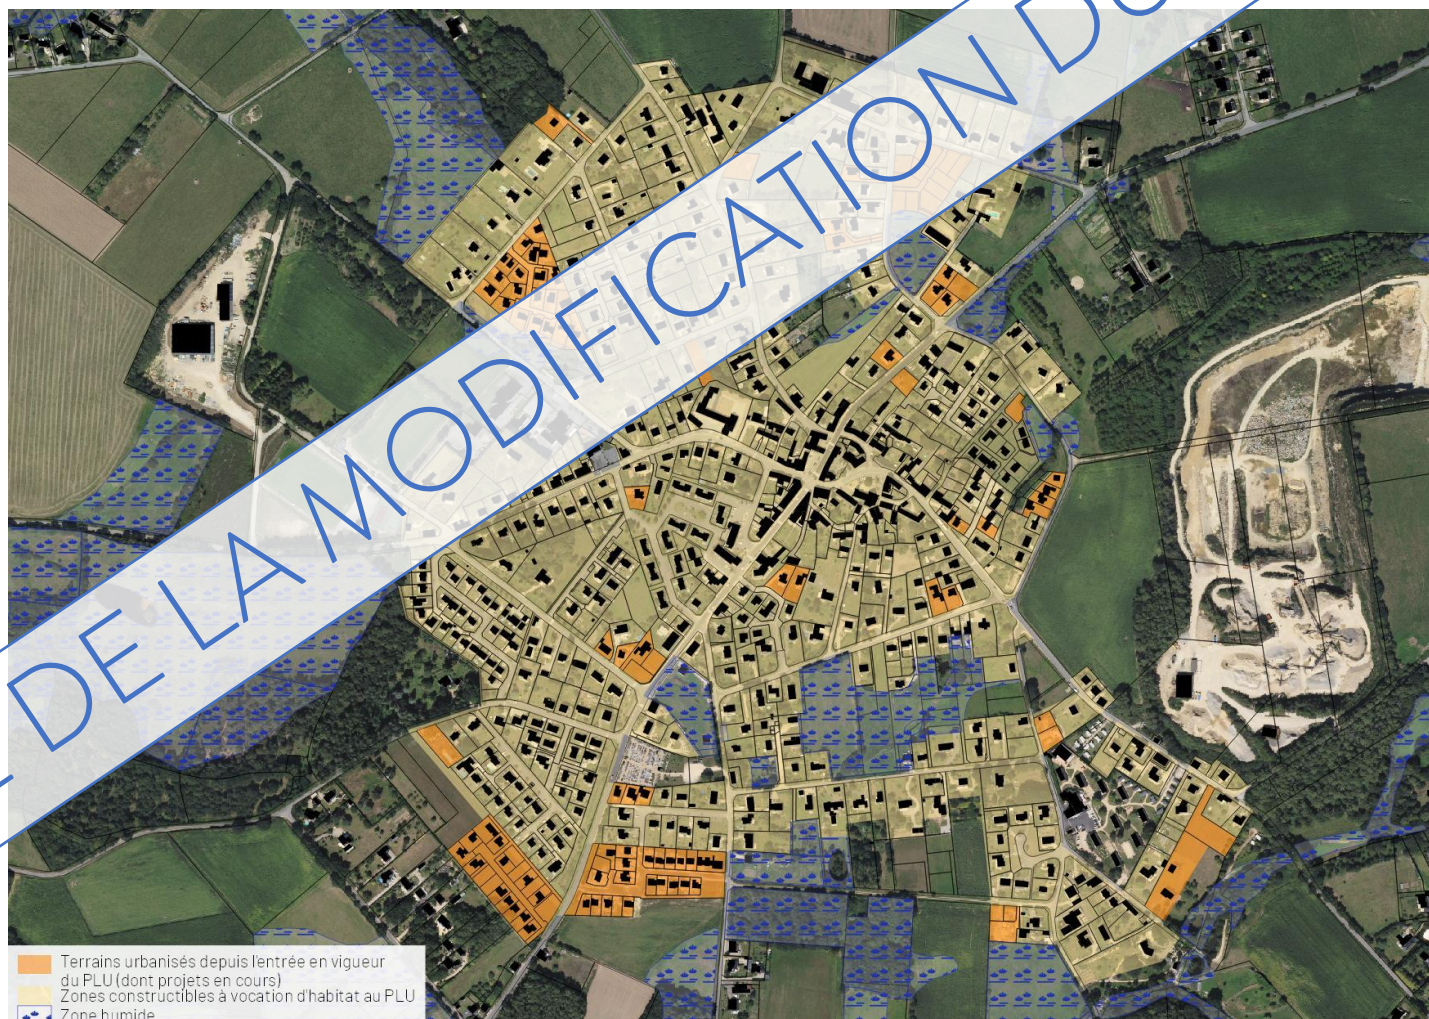 DE LA MODIFICATION DU
Terrains urbanisés depuis l'entrée en vigueur
du PLU (dont projets en cours)
Zones constructibles à vocation d'habitat au PLU
Zone humide